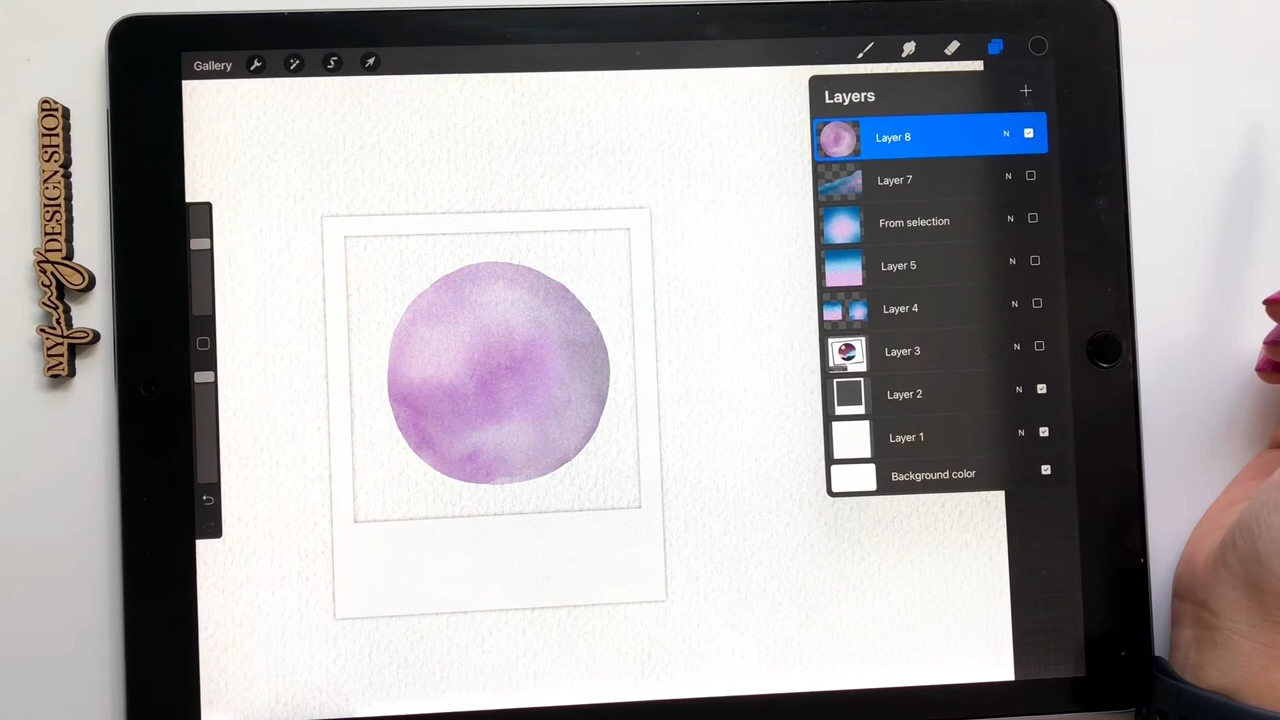 MY fancy DESIGN SHOP
Gallery
Layers
Layer 8 N
Layer 7 N
From selection N
Layer 5 N
Layer 4 N
Layer 3 N
Layer 2 N
Layer 1 N
Background color